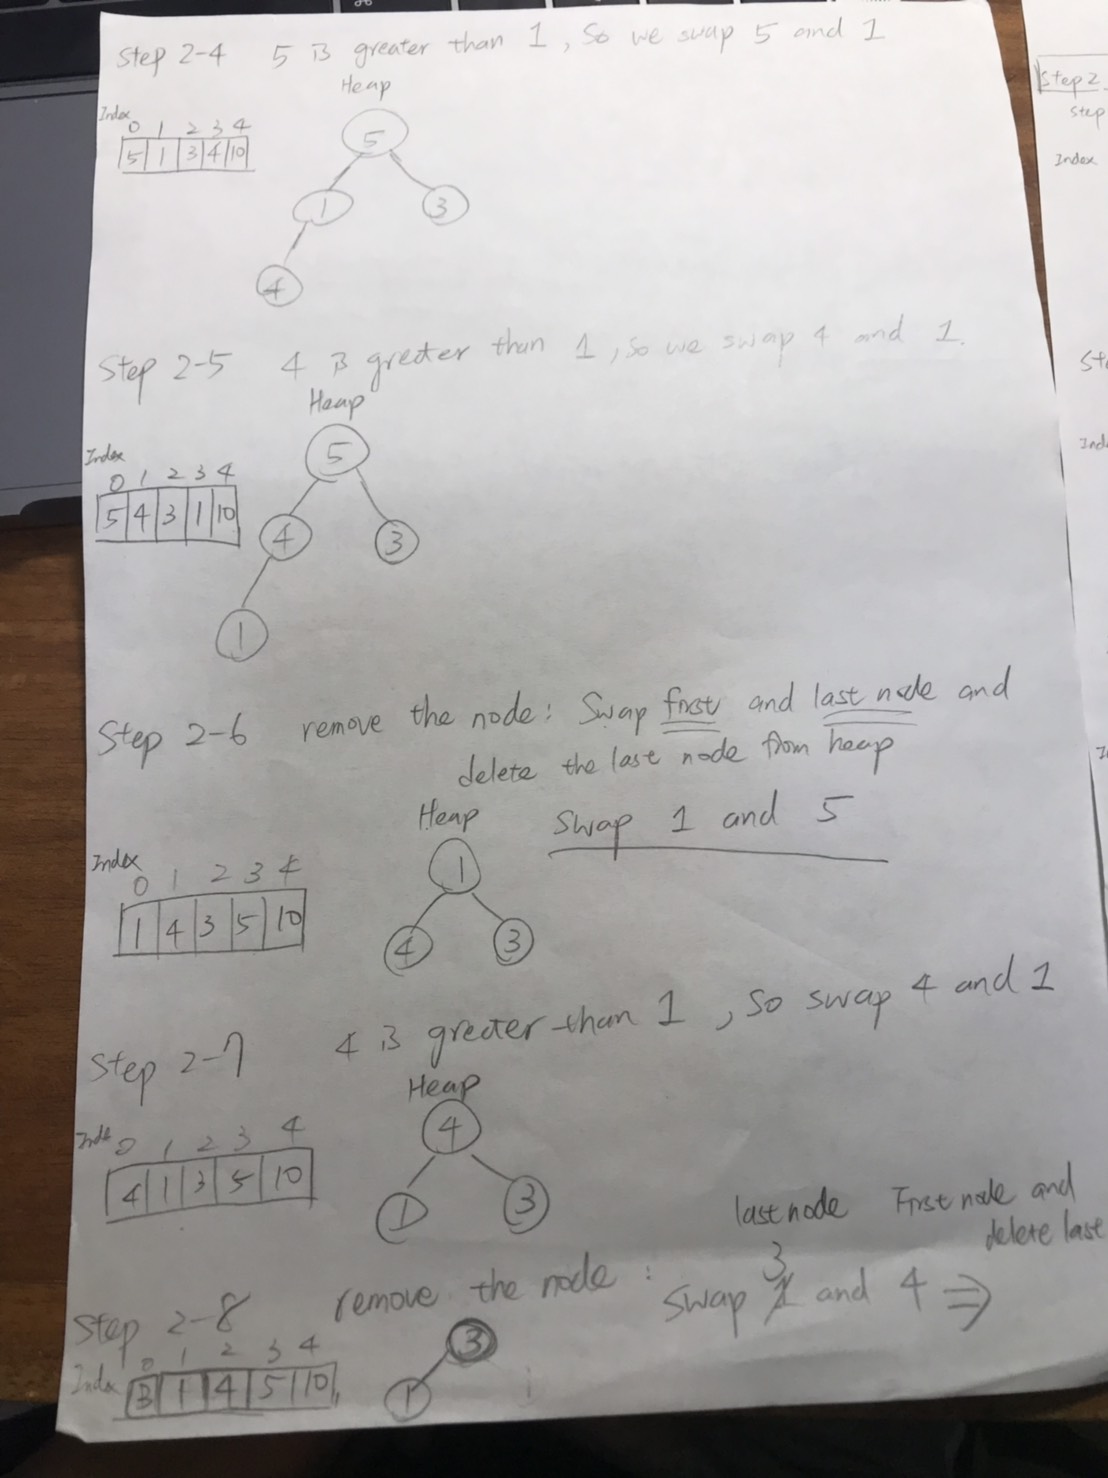 Step 2-4 5 is greater than 1, So we swap 5 and 1
Heap
Index
0 1 2 3 4
5 1 3 4 10
5
1 3
4
Step 2-5 4 is greater than 1, so we swap 4 and 1.
Heap
Index
0 1 2 3 4
5 4 3 1 10
5
4 3
1
Step 2-6 remove the node: Swap first and last node and
delete the last node from heap
Swap 1 and 5
Heap
Index
0 1 2 3 4
1 4 3 5 10
1
4 3
Step 2-7 4 is greater than 1, So swap 4 and 1
Heap
Inde
0 1 2 3 4
4 1 3 5 10
4
1 3
last node First node and
delete last
Step 2-8 remove the node: Swap 3 and 4 ⇒
Index
0 1 2 3 4
3 1 4 5 10
3
1
Step 2
Step
Index
St
Ind